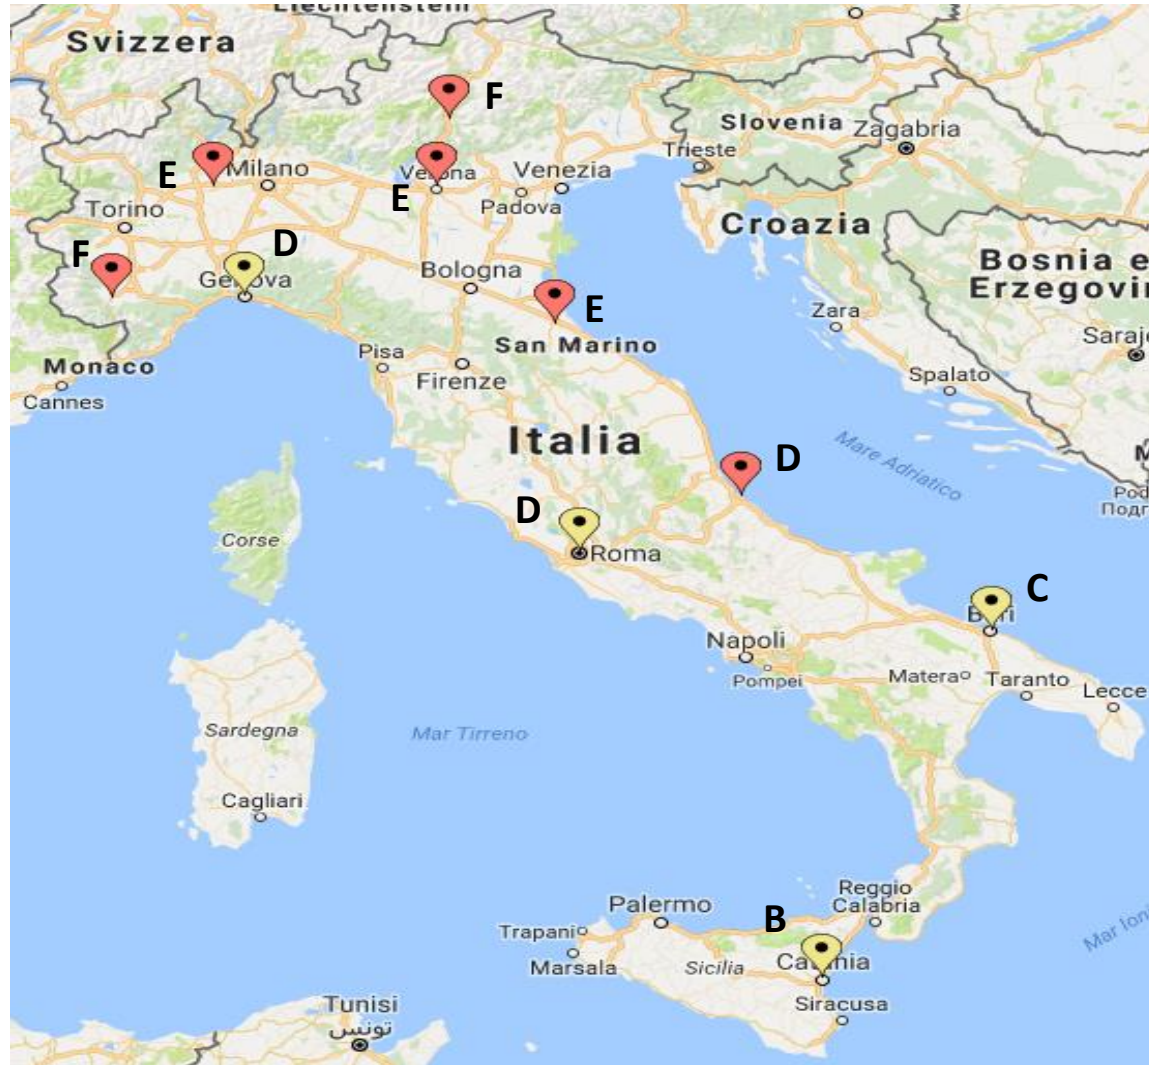 Liechtenstein
Svizzera
F
Slovenia
Zagabria
Trieste
E
Milano
Verona
Venezia
E
Padova
Torino
Croazia
F
D
Genova
Bologna
Bosnia e
Erzegovi
Zara
E
Saraj
San Marino
Pisa
Monaco
Firenze
Spalato
Cannes
Italia
Mare Adriatico
M
D
Pod
Подг
D
Corse
Roma
C
Bari
Napoli
Pompei
Matera
Taranto
Lecce
Sardegna
Mar Tirreno
Cagliari
Reggio
Calabria
Palermo
B
Trapani
Mar Ion
Marsala
Sicilia
Catania
Siracusa
Tunisi
تونس